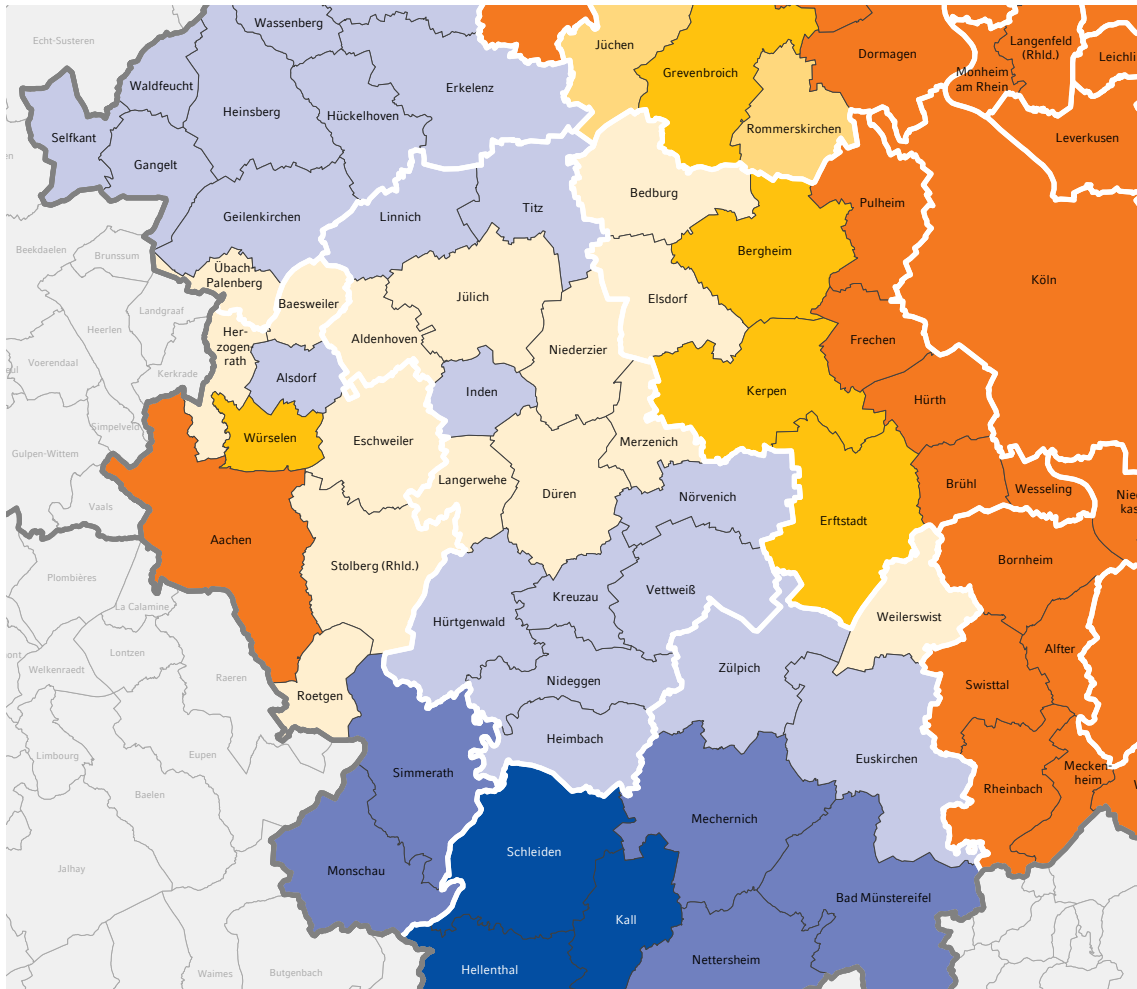 Echt-Susteren
Wassenberg
Jüchen
Grevenbroich
Dormagen
Langenfeld
(Rhld.)
Leichli
Monheim
am Rhein
Waldfeucht
Heinsberg
Hückelhoven
Erkelenz
Rommerskirchen
Leverkusen
Selfkant
Gangelt
Geilenkirchen
Linnich
Titz
Bedburg
Pulheim
Beekdaelen
Brunssum
Bergheim
Köln
Übach-
Palenberg
Baesweiler
Jülich
Elsdorf
Landgraaf
Heerlen
Her-
zogen-
rath
Aldenhoven
Niederzier
Frechen
Voerendaal
Kerkrade
Alsdorf
Inden
Kerpen
Hürth
Simpelveld
Gulpen-Wittem
Würselen
Eschweiler
Merzenich
Langerwehe
Düren
Nörvenich
Brühl
Wesseling
Nie
kas
Vaals
Aachen
Erftstadt
Stolberg (Rhld.)
Bornheim
Plombières
La Calamine
Kreuzau
Vettweiß
Hürtgenwald
Weilerswist
Lontzen
Welkenraedt
Raeren
Alfter
Zülpich
Nideggen
Swisttal
Roetgen
Heimbach
Limbourg
Eupen
Simmerath
Euskirchen
Mecken-
heim
Rheinbach
Baelen
Mechernich
Schleiden
Jalhay
Monschau
Bad Münstereifel
Kall
Nettersheim
Waimes
Butgenbach
Hellenthal